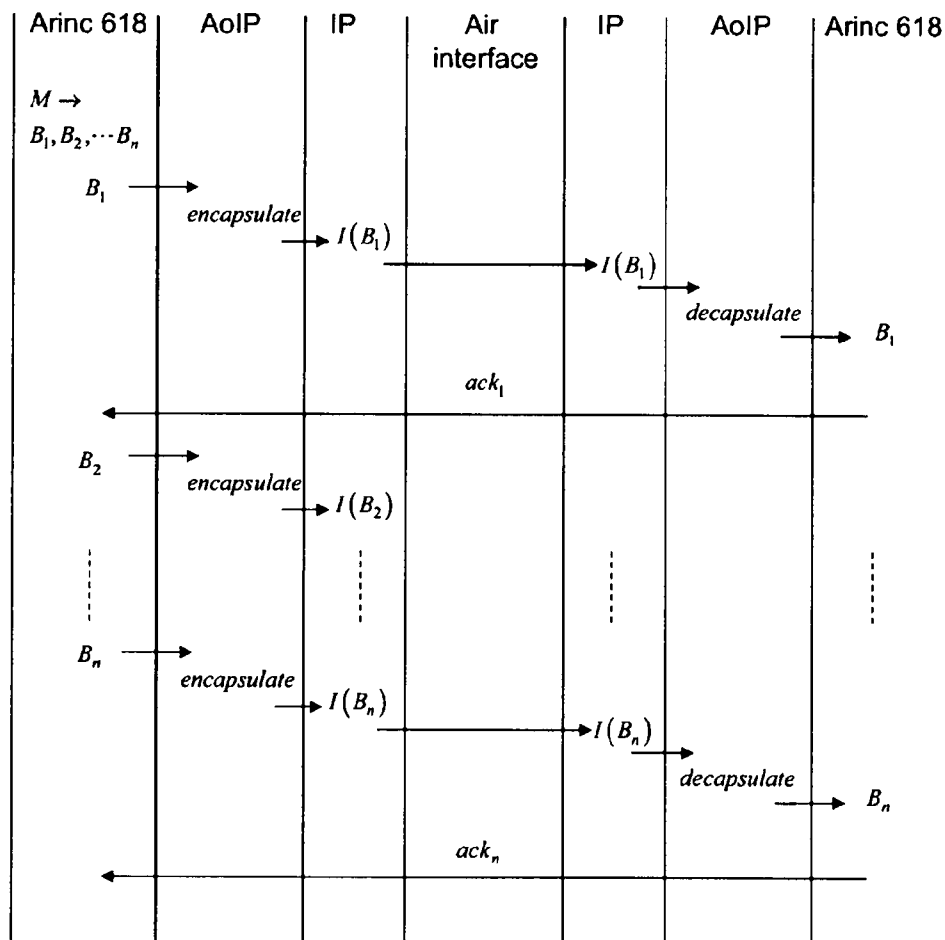 Arinc 618 AoIP IP Air interface IP AoIP Arinc 618
M →
B₁, B₂, ⋯ Bₙ
B₁
encapsulate
I(B₁)
I(B₁)
decapsulate
B₁
ack₁
B₂
encapsulate
I(B₂)
Bₙ
encapsulate
I(Bₙ)
I(Bₙ)
decapsulate
Bₙ
ackₙ